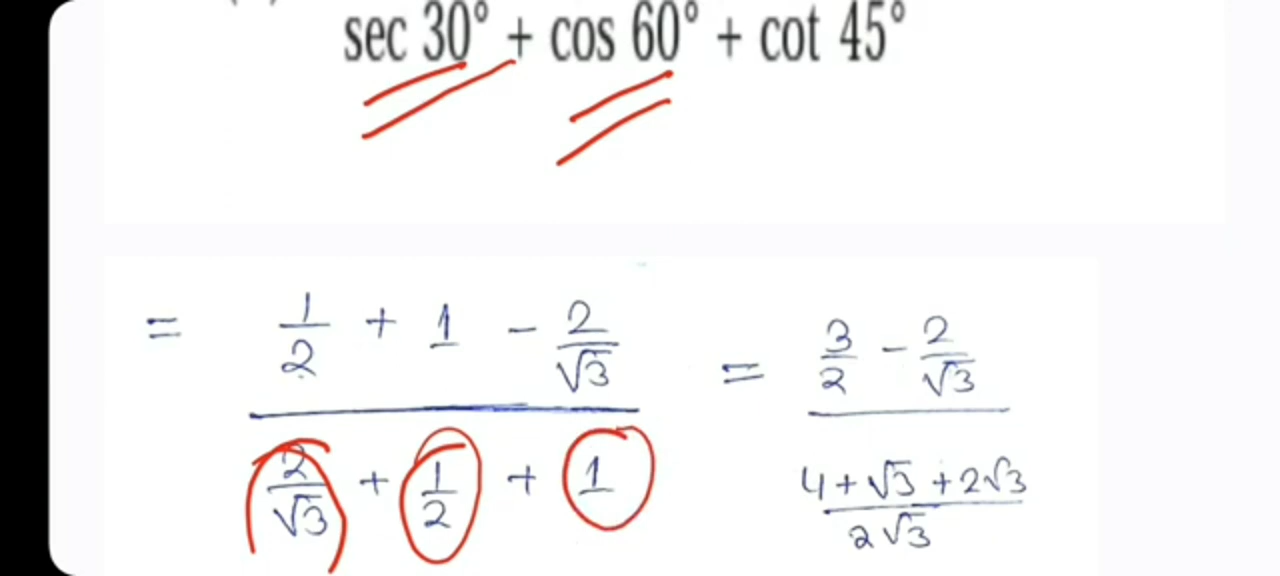 sec 30° + cos 60° + cot 45°
= 1/2 + 1 - 2/√3 = 3/2 - 2/√3
2/√3 + 1/2 + 1 4 + √3 + 2√3
2√3